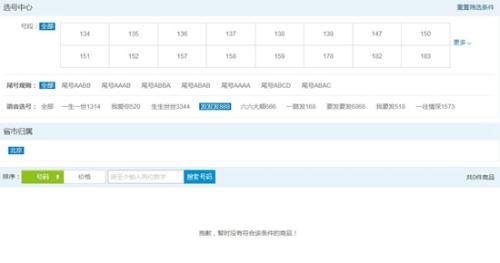 选号中心 重置筛选条件
号段: 全部 134 135 136 137 138 139 147 150
151 152 157 158 159 178 182 183 更多
尾号规则: 全部 尾号AABB 尾号AAAB 尾号ABBA 尾号ABAB 尾号AAAA 尾号ABCD 尾号ABAC
谐音选号: 全部 一生一世1314 我爱你520 生生世世3344 发发发888 六六大顺666 一路发168 要发要发6868 我要发518 一往情深1573
省市归属
北京
排序: 号码 价格 请至少输入两位数字 搜索号码 共0件商品
抱歉，暂时没有符合该条件的商品！